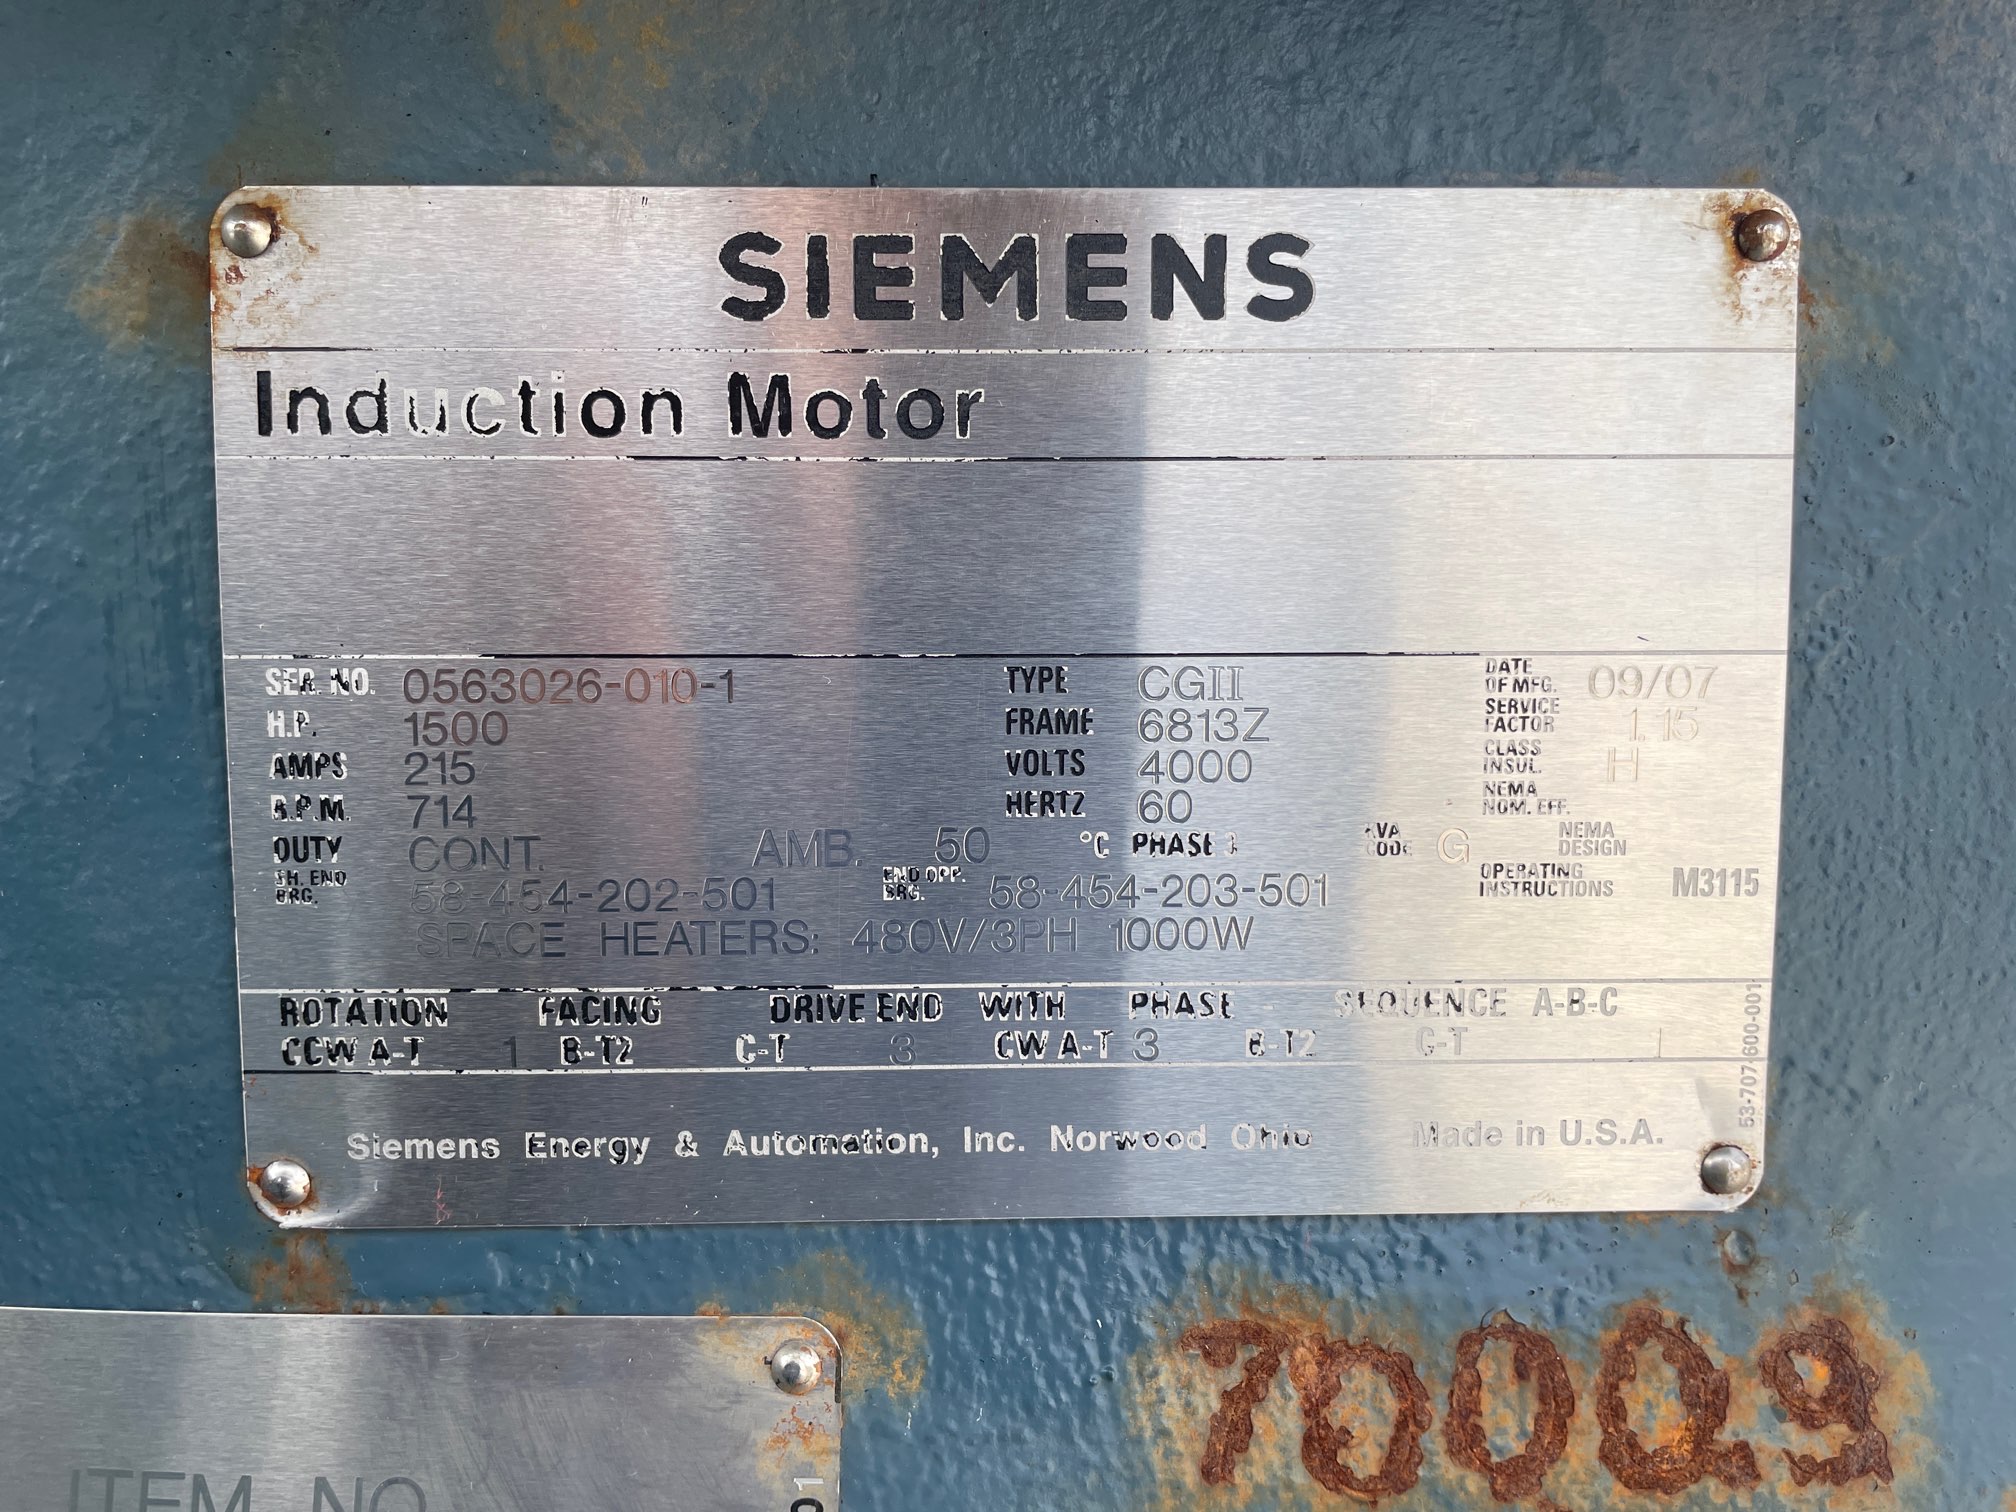 SIEMENS
Induction Motor
SER. NO. 0563026-010-1 TYPE CGII DATE OF MFG. 09/07
H.P. 1500 FRAME 6813Z SERVICE FACTOR 1.15
AMPS 215 VOLTS 4000 CLASS INSUL. H
R.P.M. 714 HERTZ 60 NEMA NOM. EFF.
DUTY CONT. AMB. 50 °C PHASE 3 KVA CODE G NEMA DESIGN
SH. END BRG. 58-454-202-501 END OPP. BRG. 58-454-203-501 OPERATING INSTRUCTIONS M3115
SPACE HEATERS: 480V/3PH 1000W
ROTATION FACING DRIVE END WITH PHASE - SEQUENCE A-B-C
CCW A-T 1 B-T2 C-T 3 CW A-T 3 B-T2 C-T 1
53-707-600-001
Siemens Energy & Automation, Inc. Norwood Ohio Made in U.S.A.
70009
ITEM NO.